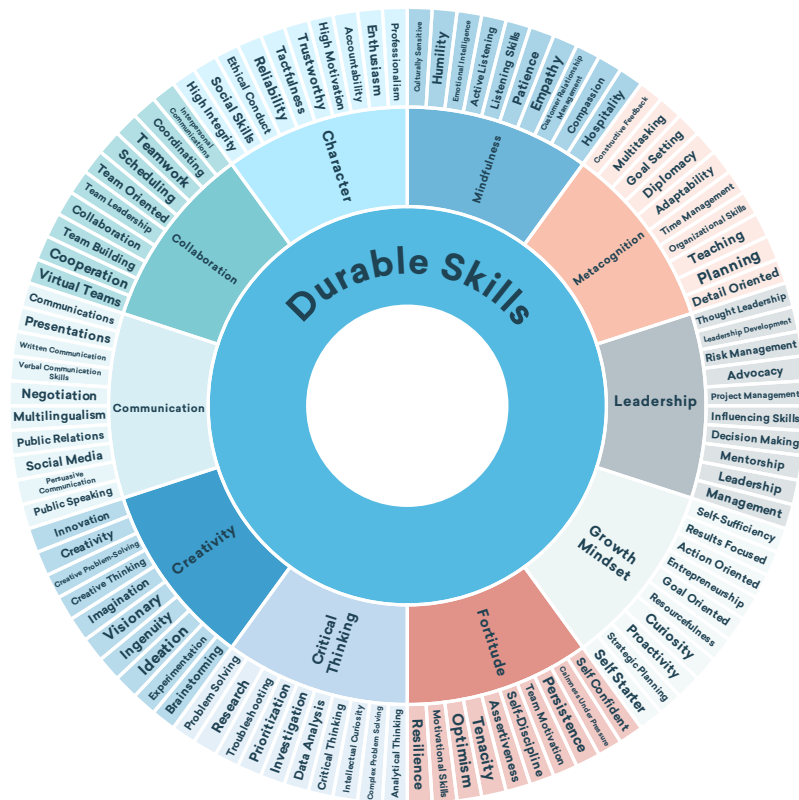 Durable Skills
Character
High Integrity
Social Skills
Ethical Conduct
Reliability
Tactfulness
Trustworthy
High Motivation
Accountability
Enthusiasm
Professionalism
Mindfulness
Culturally Sensitive
Humility
Emotional Intelligence
Active Listening
Listening Skills
Patience
Empathy
Customer Relationship
Management
Compassion
Hospitality
Metacognition
Constructive Feedback
Multitasking
Goal Setting
Diplomacy
Adaptability
Time Management
Organizational Skills
Teaching
Planning
Detail Oriented
Leadership
Thought Leadership
Leadership Development
Risk Management
Advocacy
Project Management
Influencing Skills
Decision Making
Mentorship
Leadership
Management
Growth
Mindset
Self-Sufficiency
Results Focused
Action Oriented
Entrepreneurship
Goal Oriented
Resourcefulness
Curiosity
Proactivity
Strategic Planning
Self Starter
Fortitude
Self Confident
Calmness Under Pressure
Persistence
Team Motivation
Self-Discipline
Assertiveness
Tenacity
Optimism
Motivational Skills
Resilience
Critical
Thinking
Analytical Thinking
Complex Problem Solving
Intellectual Curiosity
Critical Thinking
Data Analysis
Investigation
Prioritization
Troubleshooting
Research
Problem Solving
Creativity
Brainstorming
Experimentation
Ideation
Ingenuity
Visionary
Imagination
Creative Thinking
Creative Problem-Solving
Creativity
Innovation
Communication
Public Speaking
Persuasive
Communication
Social Media
Public Relations
Multilingualism
Negotiation
Verbal Communication
Skills
Written Communication
Presentations
Communications
Collaboration
Virtual Teams
Cooperation
Team Building
Collaboration
Team Leadership
Team Oriented
Scheduling
Teamwork
Coordinating
Interpersonal
Communications